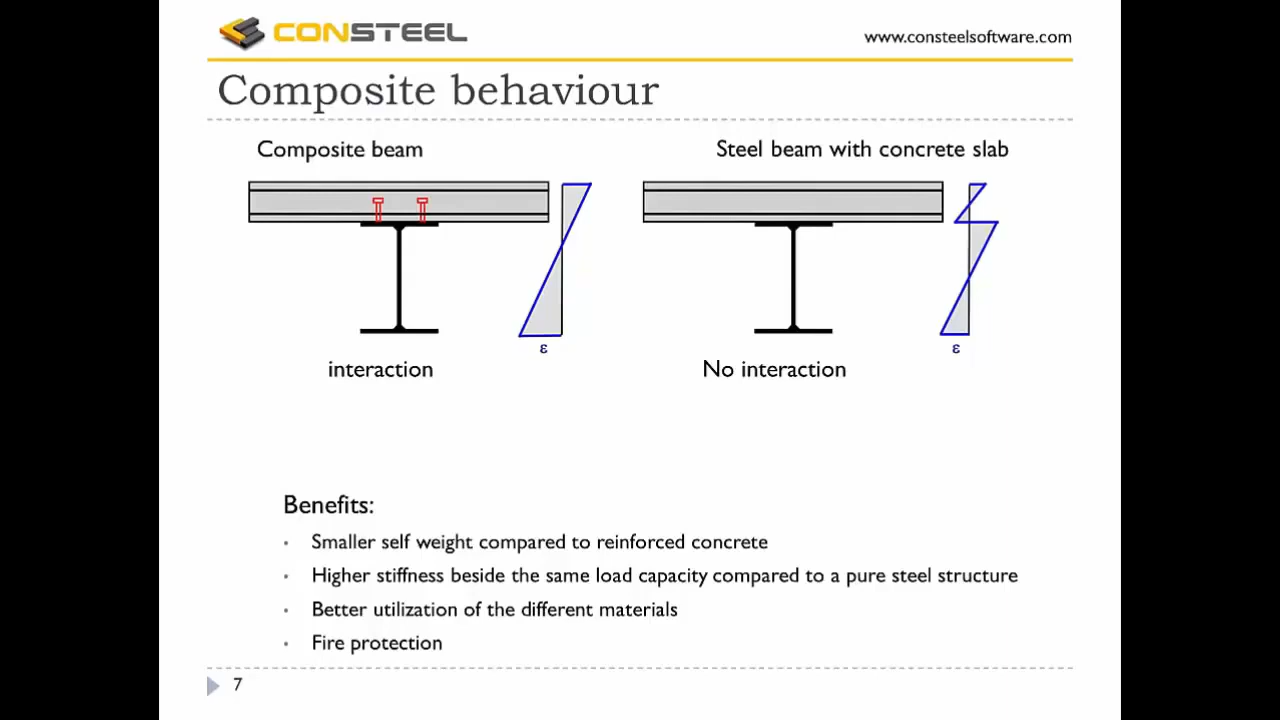 CONSTEEL
www.consteelsoftware.com
Composite behaviour
Composite beam
Steel beam with concrete slab
ε
ε
interaction
No interaction
Benefits:
• Smaller self weight compared to reinforced concrete
• Higher stiffness beside the same load capacity compared to a pure steel structure
• Better utilization of the different materials
• Fire protection
7